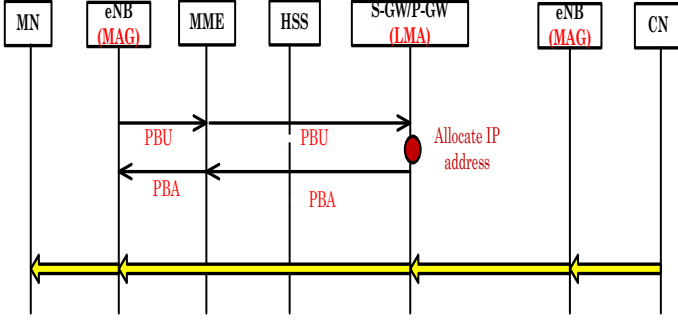 MN
eNB
(MAG)
MME
HSS
S-GW/P-GW
(LMA)
eNB
(MAG)
CN
PBU
PBU
Allocate IP
address
PBA
PBA